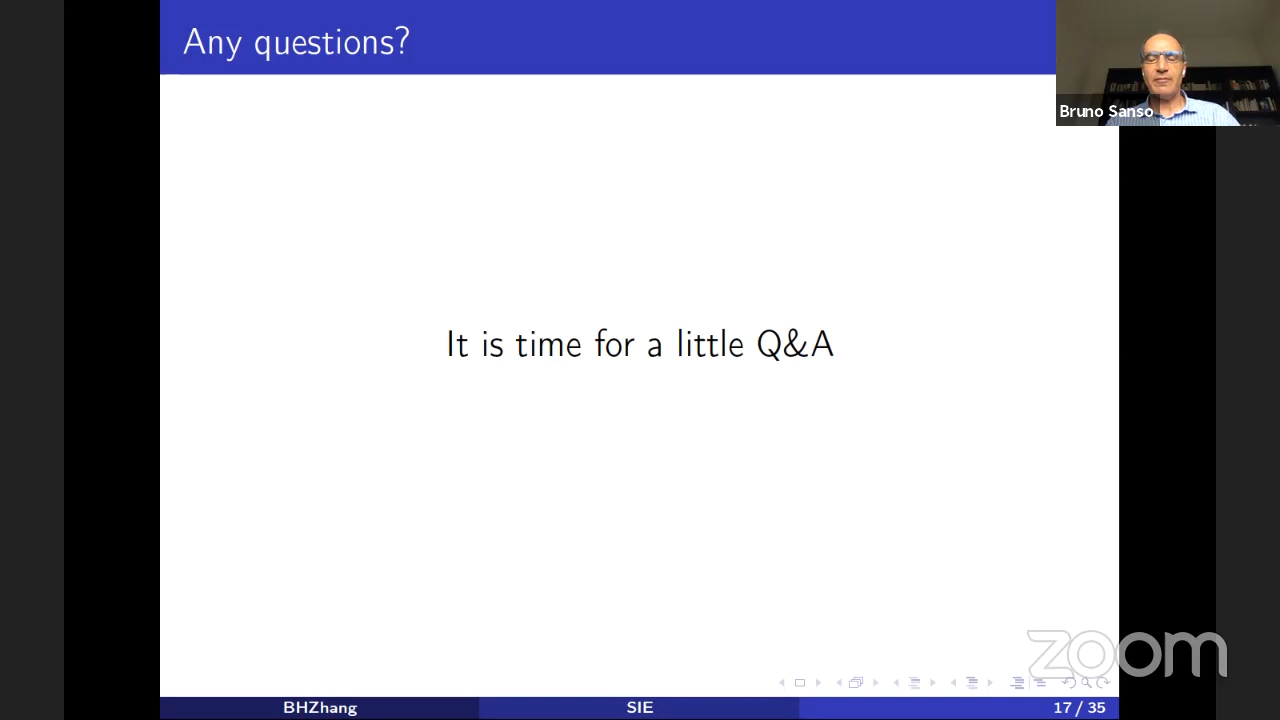 Any questions?
Bruno Sanso
It is time for a little Q&A
zoom
BHZhang
SIE
17 / 35